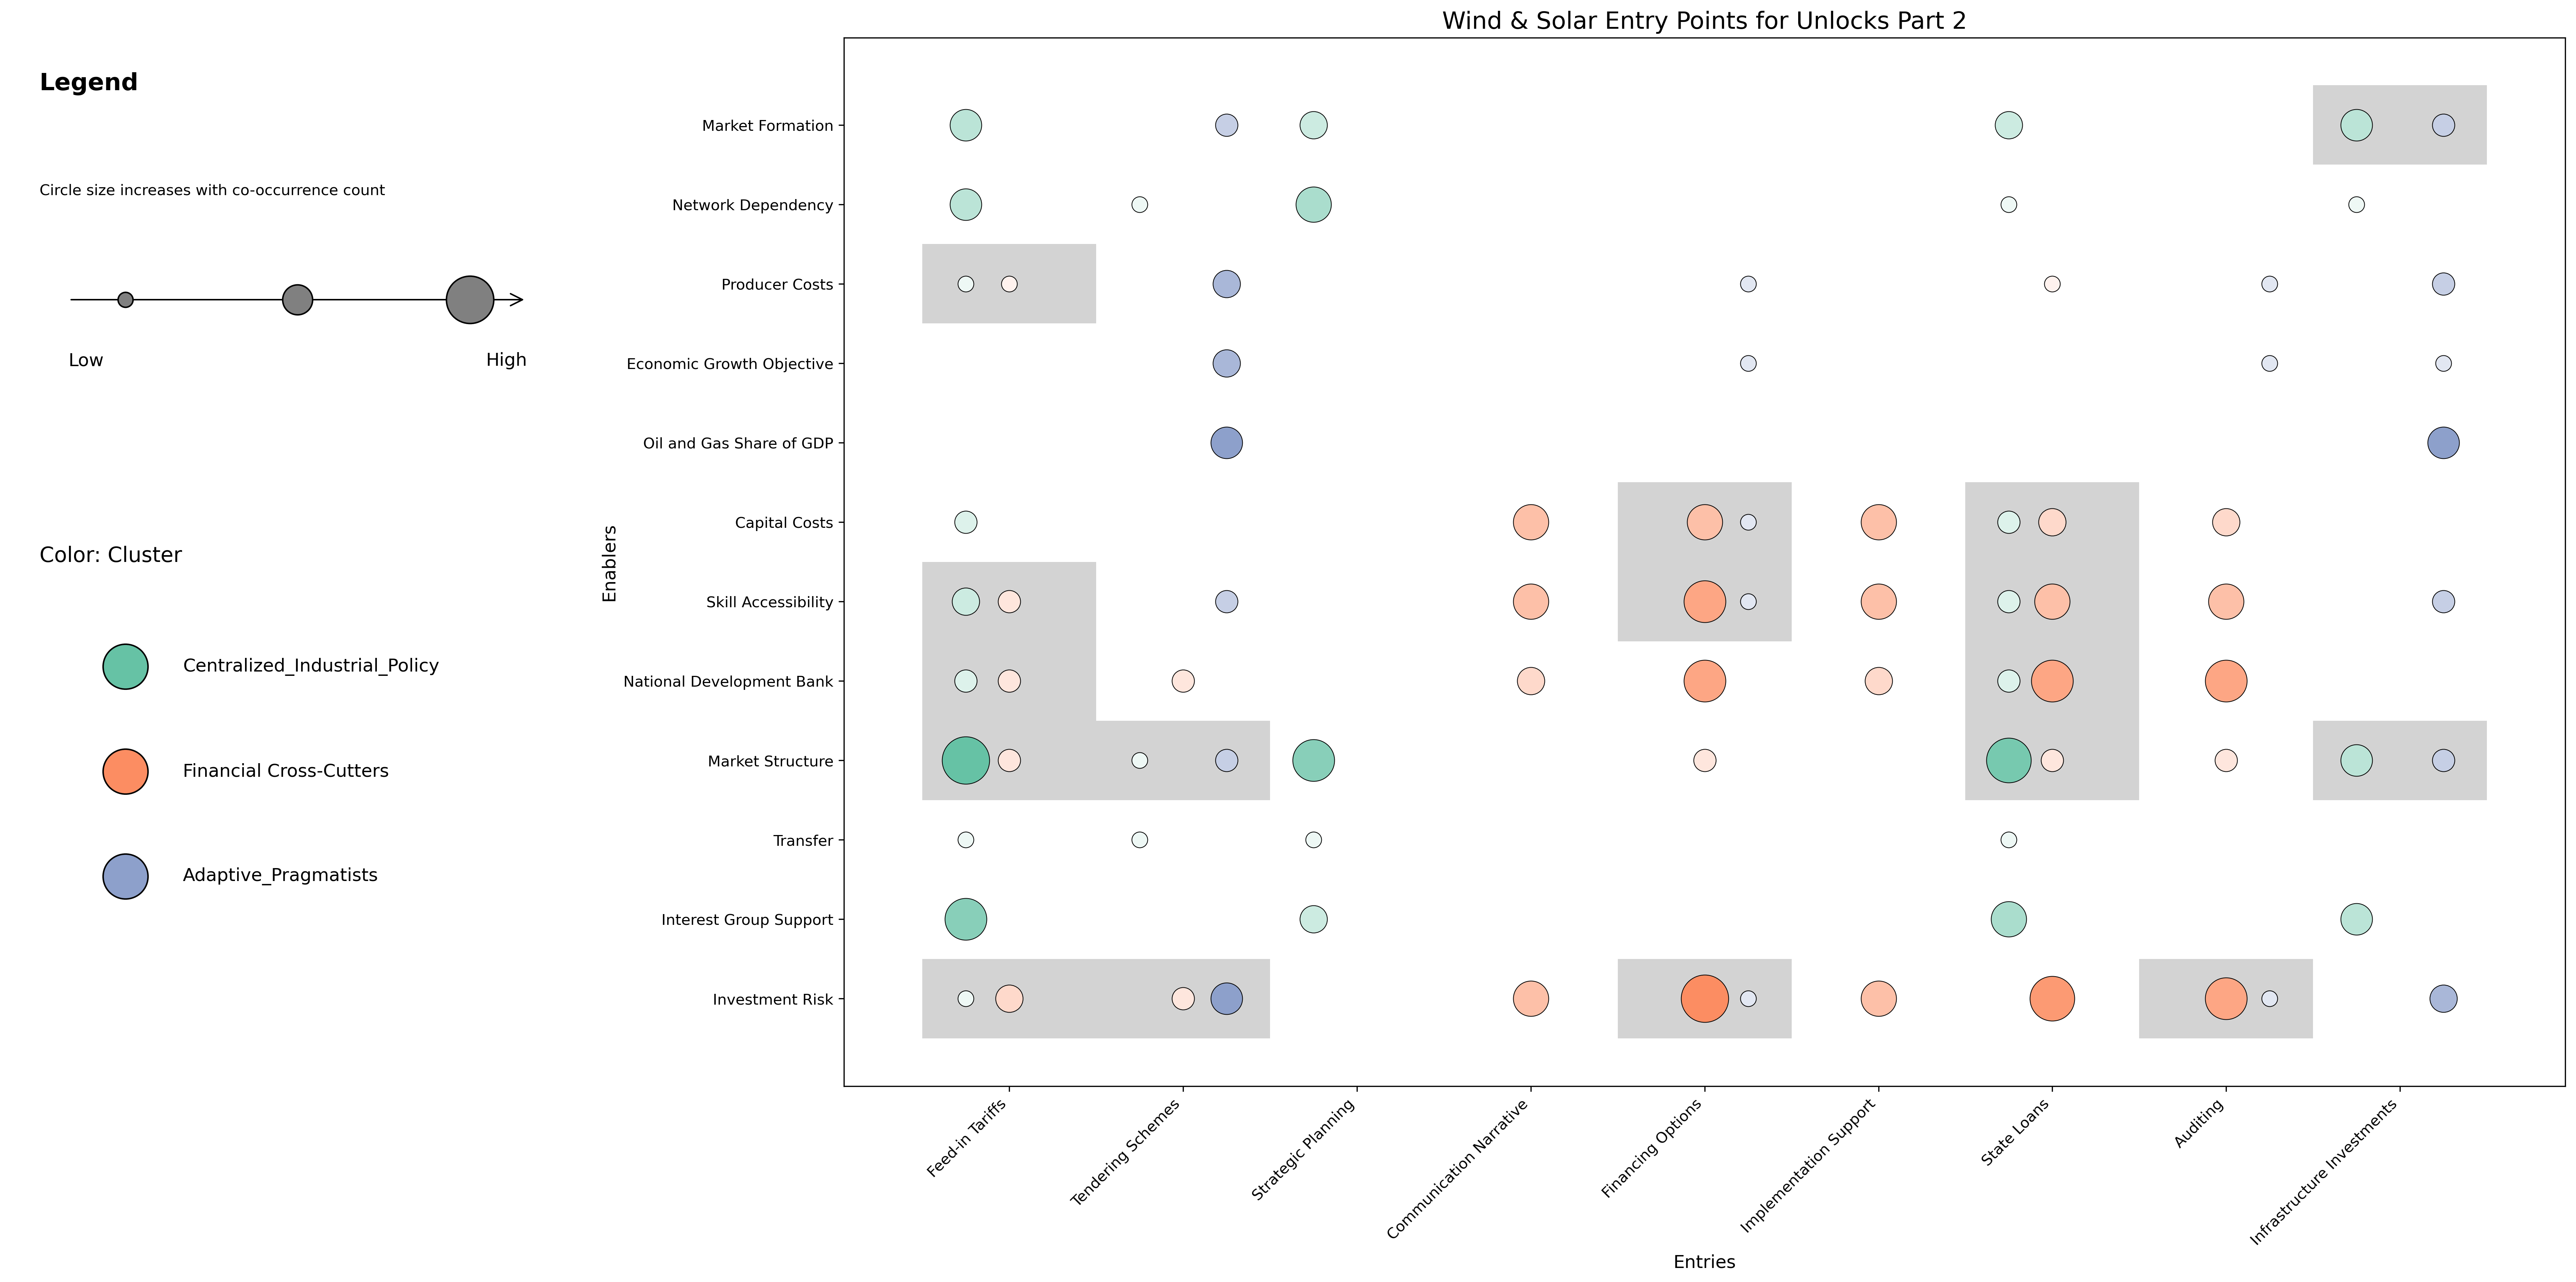 Wind & Solar Entry Points for Unlocks Part 2
Legend
Circle size increases with co-occurrence count
Low
High
Color: Cluster
Centralized_Industrial_Policy
Financial Cross-Cutters
Adaptive_Pragmatists
Enablers
Market Formation
Network Dependency
Producer Costs
Economic Growth Objective
Oil and Gas Share of GDP
Capital Costs
Skill Accessibility
National Development Bank
Market Structure
Transfer
Interest Group Support
Investment Risk
Feed-in Tariffs
Tendering Schemes
Strategic Planning
Communication Narrative
Financing Options
Implementation Support
State Loans
Auditing
Infrastructure Investments
Entries